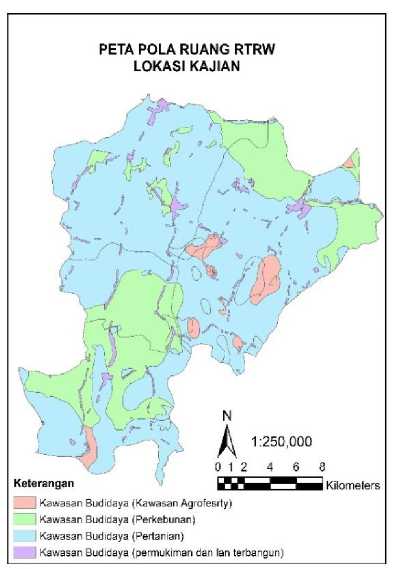 PETA POLA RUANG RTRW
LOKASI KAJIAN
N
1:250,000
0 1 2 4 6 8
Kilometers
Keterangan
Kawasan Budidaya (Kawasan Agrofesrty)
Kawasan Budidaya (Perkebunan)
Kawasan Budidaya (Pertanian)
Kawasan Budidaya (permukiman dan lan terbangun)